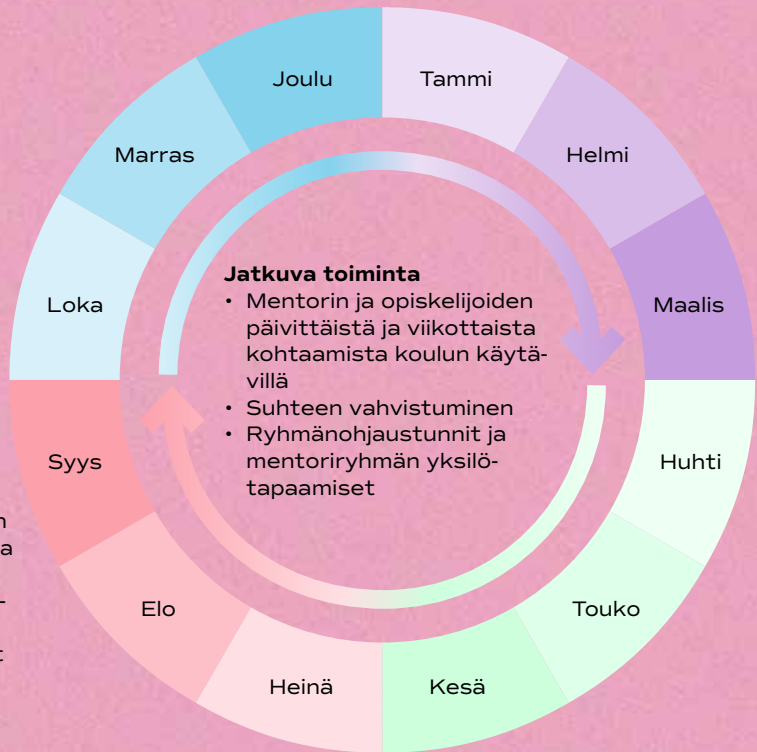 Joulu
Tammi
Helmi
Maalis
Huhti
Touko
Kesä
Heinä
Elo
Syys
Loka
Marras
Jatkuva toiminta
• Mentorin ja opiskelijoiden
päivittäistä ja viikottaista
kohtaamista koulun käytä-
villä
• Suhteen vahvistuminen
• Ryhmänohjaustunnit ja
mentoriryhmän yksilö-
tapaamiset